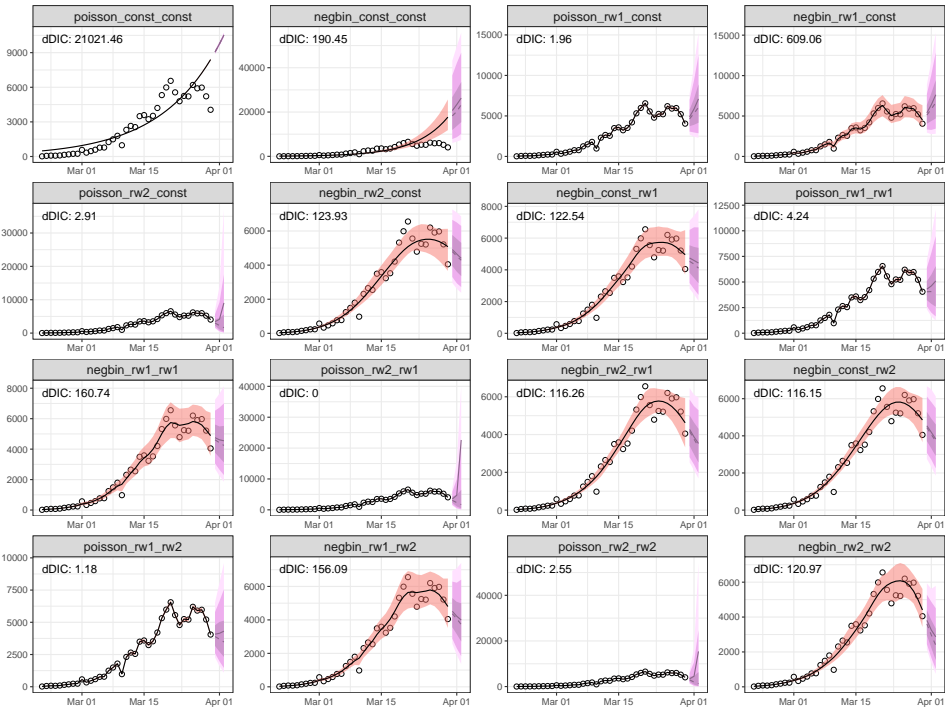 poisson_const_const
dDIC: 21021.46
9000
6000
3000
0
Mar 01
Mar 15
Apr 01
negbin_const_const
dDIC: 190.45
40000
20000
0
Mar 01
Mar 15
Apr 01
poisson_rw1_const
dDIC: 1.96
15000
10000
5000
0
Mar 01
Mar 15
Apr 01
negbin_rw1_const
dDIC: 609.06
15000
10000
5000
0
Mar 01
Mar 15
Apr 01
poisson_rw2_const
dDIC: 2.91
30000
20000
10000
0
Mar 01
Mar 15
Apr 01
negbin_rw2_const
dDIC: 123.93
6000
4000
2000
0
Mar 01
Mar 15
Apr 01
negbin_const_rw1
dDIC: 122.54
8000
6000
4000
2000
0
Mar 01
Mar 15
Apr 01
poisson_rw1_rw1
dDIC: 4.24
12500
10000
7500
5000
2500
0
Mar 01
Mar 15
Apr 01
negbin_rw1_rw1
dDIC: 160.74
8000
6000
4000
2000
0
Mar 01
Mar 15
Apr 01
poisson_rw2_rw1
dDIC: 0
40000
30000
20000
10000
0
Mar 01
Mar 15
Apr 01
negbin_rw2_rw1
dDIC: 116.26
6000
4000
2000
0
Mar 01
Mar 15
Apr 01
negbin_const_rw2
dDIC: 116.15
6000
4000
2000
0
Mar 01
Mar 15
Apr 01
poisson_rw1_rw2
dDIC: 1.18
10000
7500
5000
2500
0
Mar 01
Mar 15
Apr 01
negbin_rw1_rw2
dDIC: 156.09
6000
4000
2000
0
Mar 01
Mar 15
Apr 01
poisson_rw2_rw2
dDIC: 2.55
40000
20000
0
Mar 01
Mar 15
Apr 01
negbin_rw2_rw2
dDIC: 120.97
6000
4000
2000
0
Mar 01
Mar 15
Apr 01